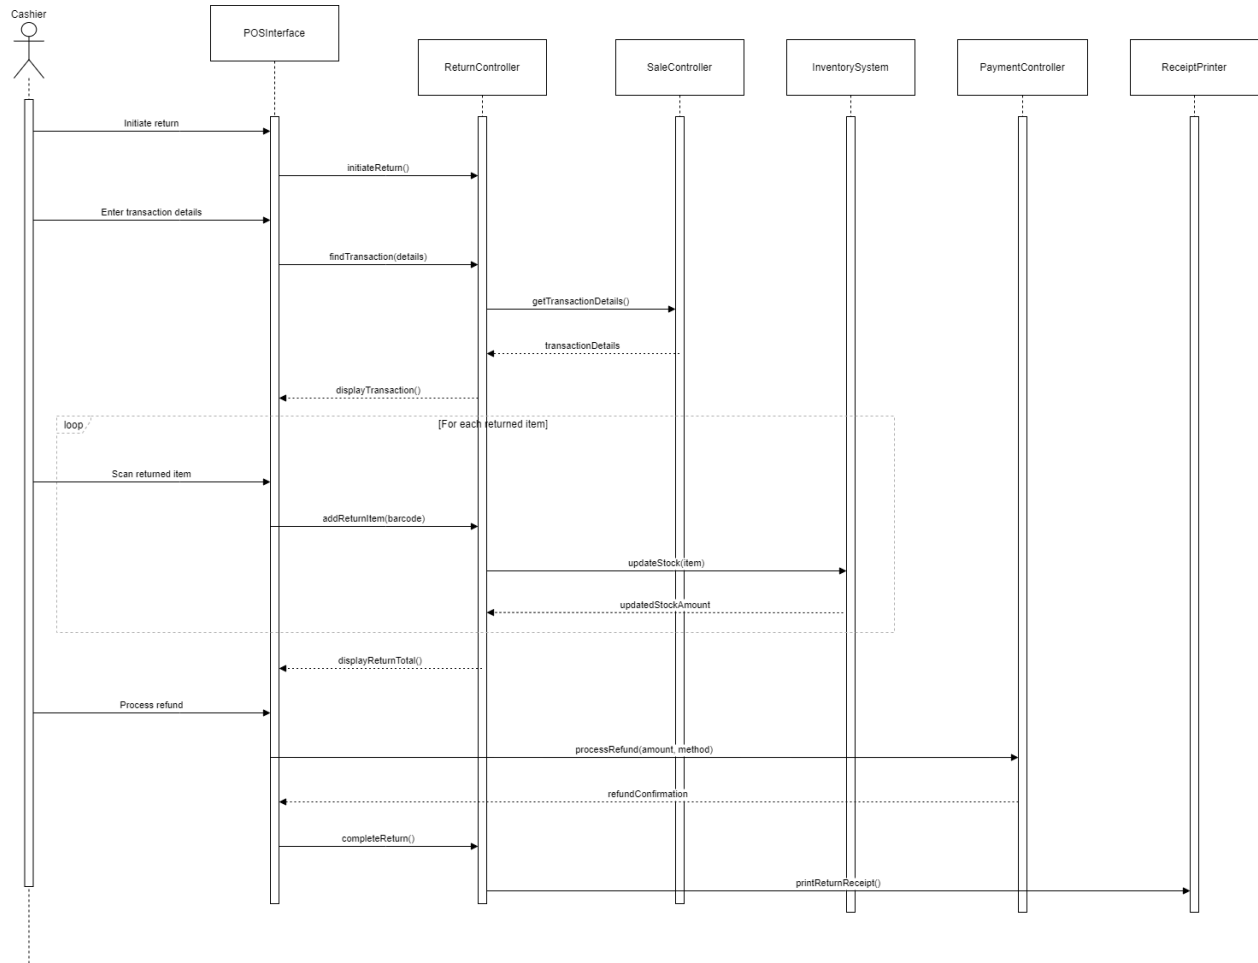 Cashier
POSInterface
ReturnController
SaleController
InventorySystem
PaymentController
ReceiptPrinter
Initiate return
initiateReturn()
Enter transaction details
findTransaction(details)
getTransactionDetails()
transactionDetails
displayTransaction()
loop
[For each returned item]
Scan returned item
addReturnItem(barcode)
updateStock(item)
updatedStockAmount
displayReturnTotal()
Process refund
processRefund(amount, method)
refundConfirmation
completeReturn()
printReturnReceipt()